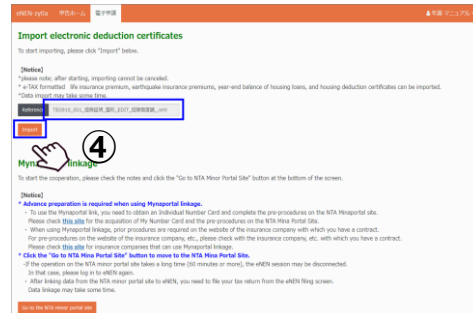 eNEN-zytia 申告ホーム 電子申請
Import electronic deduction certificates
To start importing, please click "Import" below.
[Notice]
*please note, after starting, importing cannot be canceled.
* e-TAX formatted life insurance premium, earthquake insurance premiums, year-end balance of housing loans, and housing deduction certificates can be imported.
*Data import may take some time.
Reference
Import
④
Myna linkage
To start the cooperation, please check the notes and click the "Go to NTA Minor Portal Site" button at the bottom of the screen.
[Notice]
* Advance preparation is required when using Mynaportal linkage.
- To use the Mynaportal link, you need to obtain an Individual Number Card and complete the pre-procedures on the NTA Minaportal site.
Please check this site for the acquisition of My Number Card and the pre-procedures on the NTA Mina Portal Site.
- When using Mynaportal linkage, prior procedures are required on the website of the insurance company with which you have a contract.
For pre-procedures on the website of the insurance company, etc., please check with the insurance company, etc. with which you have a contract.
Please check this site for insurance companies that can use Mynaportal linkage.
* Click the "Go to NTA Mina Portal Site" button to move to the NTA Mina Portal Site.
-If the operation on the NTA minor portal site takes a long time (60 minutes or more), the eNEN session may be disconnected.
In that case, please log in to eNEN again.
- After linking data from the NTA minor portal site to eNEN, you need to file your tax return from the eNEN filing screen.
Data linkage may take some time.
Go to the NTA minor portal site